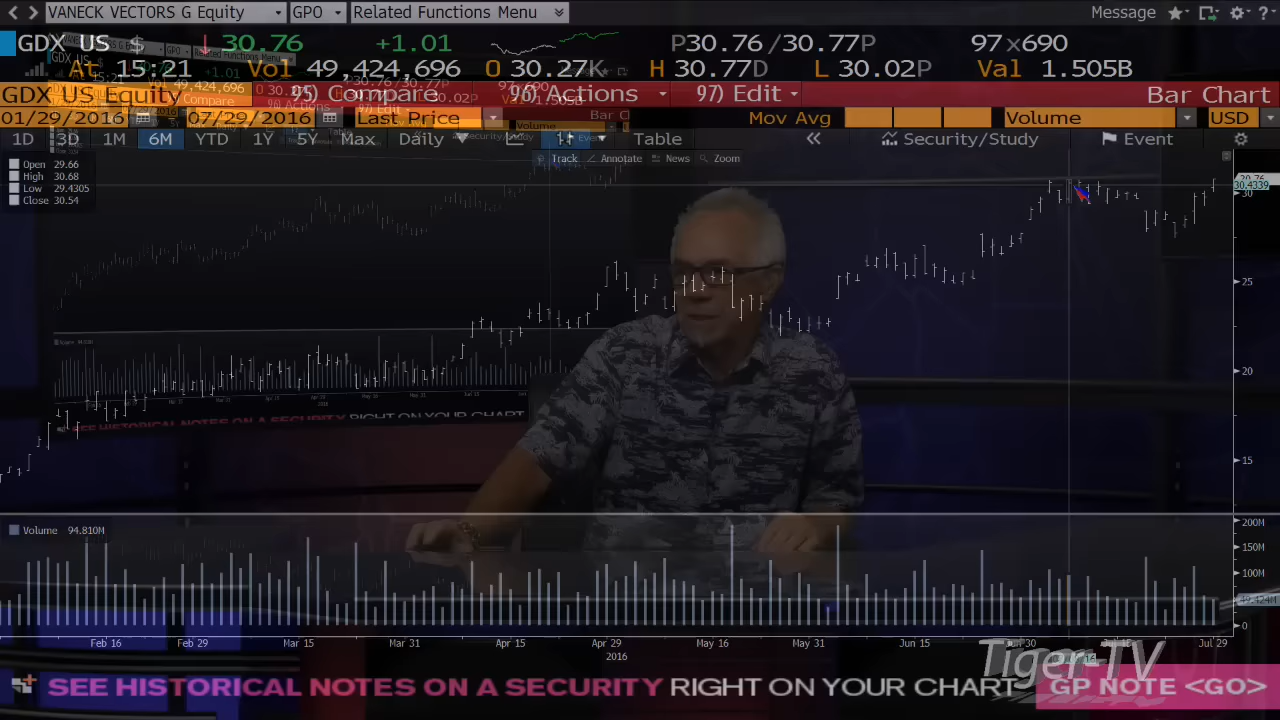 VANECK VECTORS G Equity GPO Related Functions Menu Message ?
GDX US $ 30.76 +1.01 P30.76/30.77P 97x690
At 15:21 Vol 49,424,696 O 30.27K H 30.77D L 30.02P Val 1.505B
GDX US Equity 95) Compare 96) Actions 97) Edit Bar Chart
01/29/2016 07/29/2016 Last Price Mov Avg Volume USD
1D 3D 1M 6M YTD 1Y 5Y Max Daily Table Security/Study Event
Track Annotate News Zoom
Open 29.66
High 30.68
Low 29.4305
Close 30.54
30.4339
30
25
20
15
Volume 94.810M
200M
150M
100M
49.424M
0
Feb 16 Feb 29 Mar 15 Mar 31 Apr 15 Apr 29 May 16 May 31 Jun 15 Jun 30 Jul 15 Jul 29
2016
Tiger TV
SEE HISTORICAL NOTES ON A SECURITY RIGHT ON YOUR CHART GP NOTE <GO>